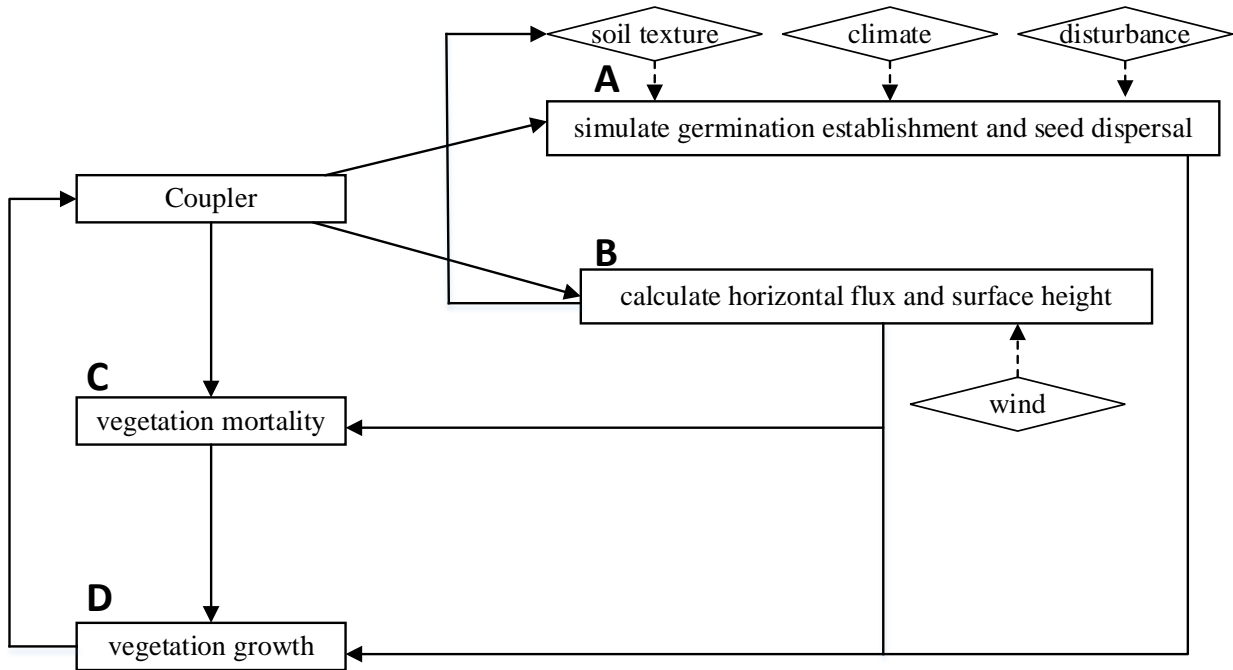 soil texture
climate
disturbance
A
simulate germination establishment and seed dispersal
Coupler
B
calculate horizontal flux and surface height
C
vegetation mortality
wind
D
vegetation growth